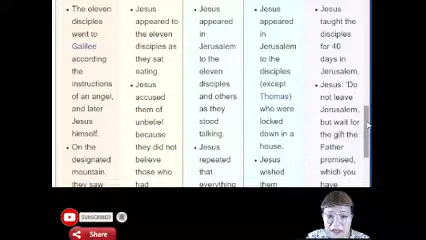 • The eleven
disciples
went to
Galilee
according
the
instructions
of an angel,
and later
Jesus
himself.
• On the
designated
mountain
they saw
• Jesus
appeared to
the eleven
disciples as
they sat
eating.
• Jesus
accused
them of
unbelief
because
they did not
believe
those who
had
• Jesus
appeared
in
Jerusalem
to the
eleven
disciples
and others
as they
stood
talking.
• Jesus
repeated
that
everything
• Jesus
appeared
in
Jerusalem
to the
disciples
(except
Thomas)
who were
locked
down in a
house.
• Jesus
wished
them
• Jesus
taught the
disciples
for 40
days in
Jerusalem.
• Jesus: 'Do
not leave
Jerusalem,
but wait for
the gift the
Father
promised,
which you
have
SUBSCRIBED
Share